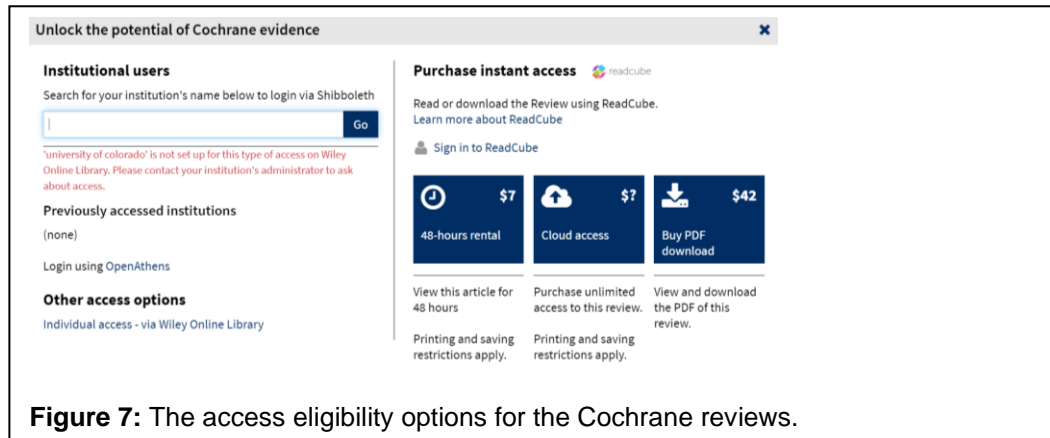 Unlock the potential of Cochrane evidence
Institutional users
Search for your institution's name below to login via Shibboleth
Go
'university of colorado' is not set up for this type of access on Wiley
Online Library. Please contact your institution's administrator to ask
about access.
Previously accessed institutions
(none)
Login using OpenAthens
Other access options
Individual access - via Wiley Online Library
Purchase instant access readcube
Read or download the Review using ReadCube.
Learn more about ReadCube
Sign in to ReadCube
$7
48-hours rental
View this article for
48 hours
Printing and saving
restrictions apply.
$?
Cloud access
Purchase unlimited
access to this review.
Printing and saving
restrictions apply.
$42
Buy PDF
download
View and download
the PDF of this
review.
Figure 7: The access eligibility options for the Cochrane reviews.